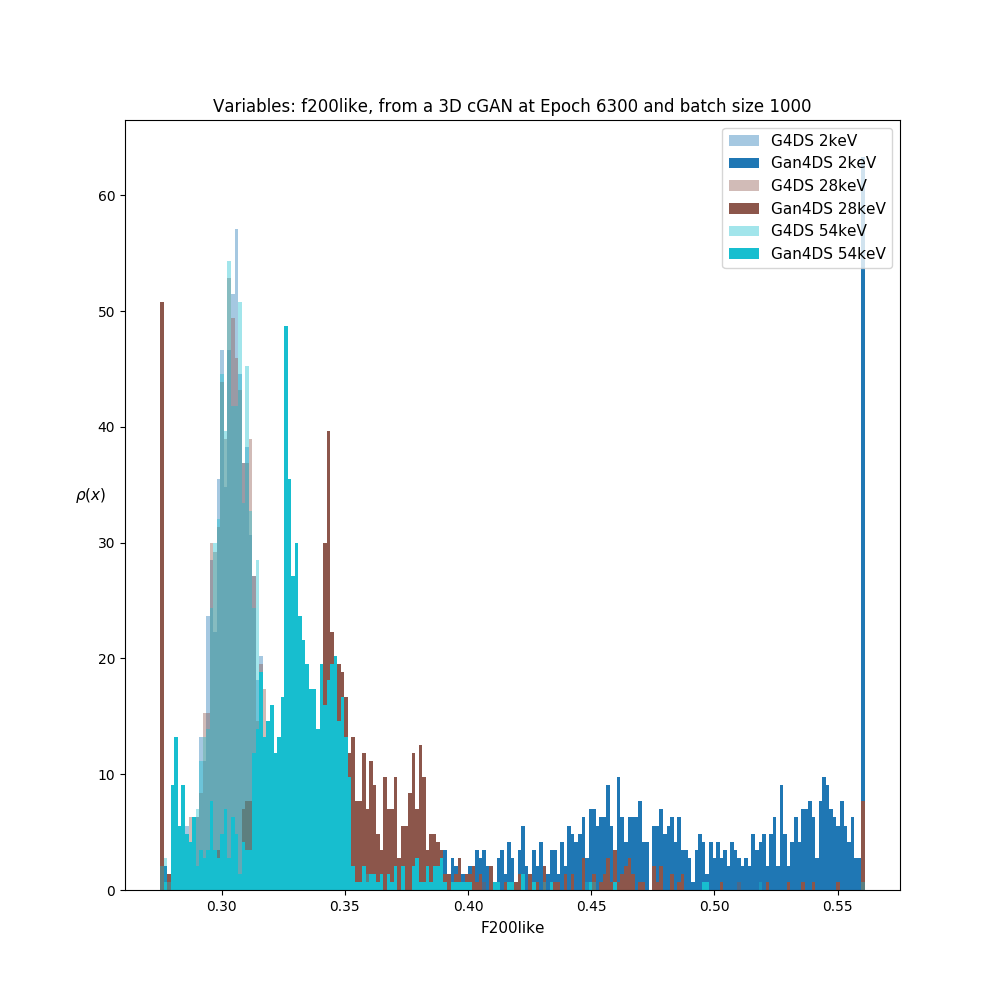 Variables: f200like, from a 3D cGAN at Epoch 6300 and batch size 1000
G4DS 2keV
Gan4DS 2keV
G4DS 28keV
Gan4DS 28keV
G4DS 54keV
Gan4DS 54keV
60
50
40
ρ(x)
30
20
10
0
0.30 0.35 0.40 0.45 0.50 0.55
F200like